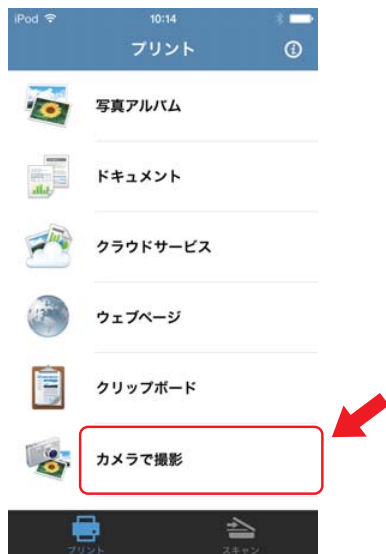 iPod 10:14
プリント
写真アルバム
ドキュメント
クラウドサービス
ウェブページ
クリップボード
カメラで撮影
プリント スキャン